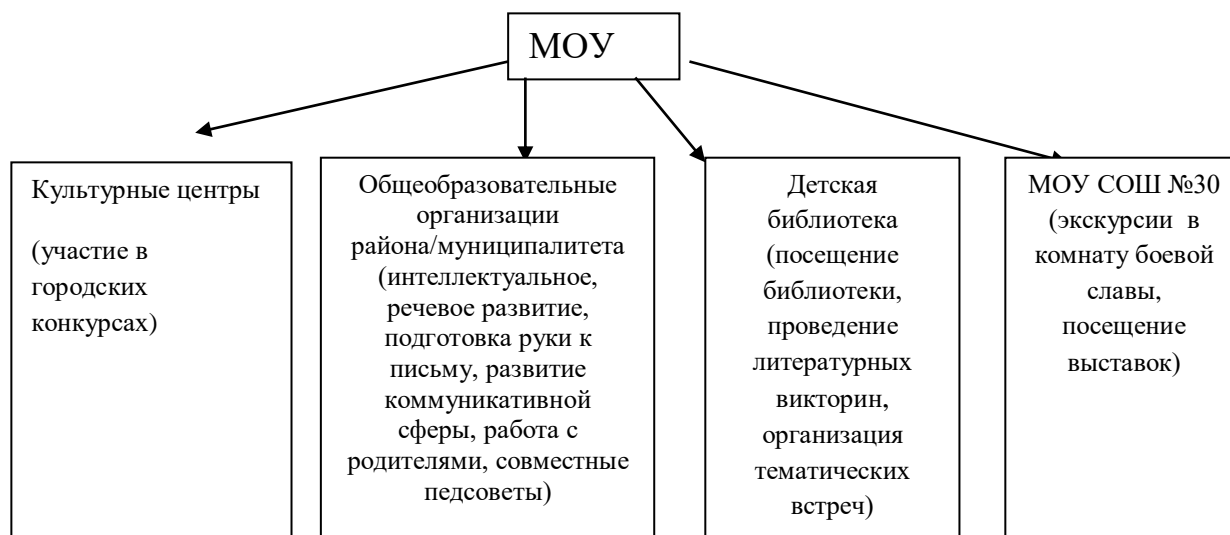 МОУ
Культурные центры
(участие в
городских
конкурсах)
Общеобразовательные
организации
района/муниципалитета
(интеллектуальное,
речевое развитие,
подготовка руки к
письму, развитие
коммуникативной
сферы, работа с
родителями, совместные
педсоветы)
Детская
библиотека
(посещение
библиотеки,
проведение
литературных
викторин,
организация
тематических
встреч)
МОУ СОШ №30
(экскурсии в
комнату боевой
славы,
посещение
выставок)